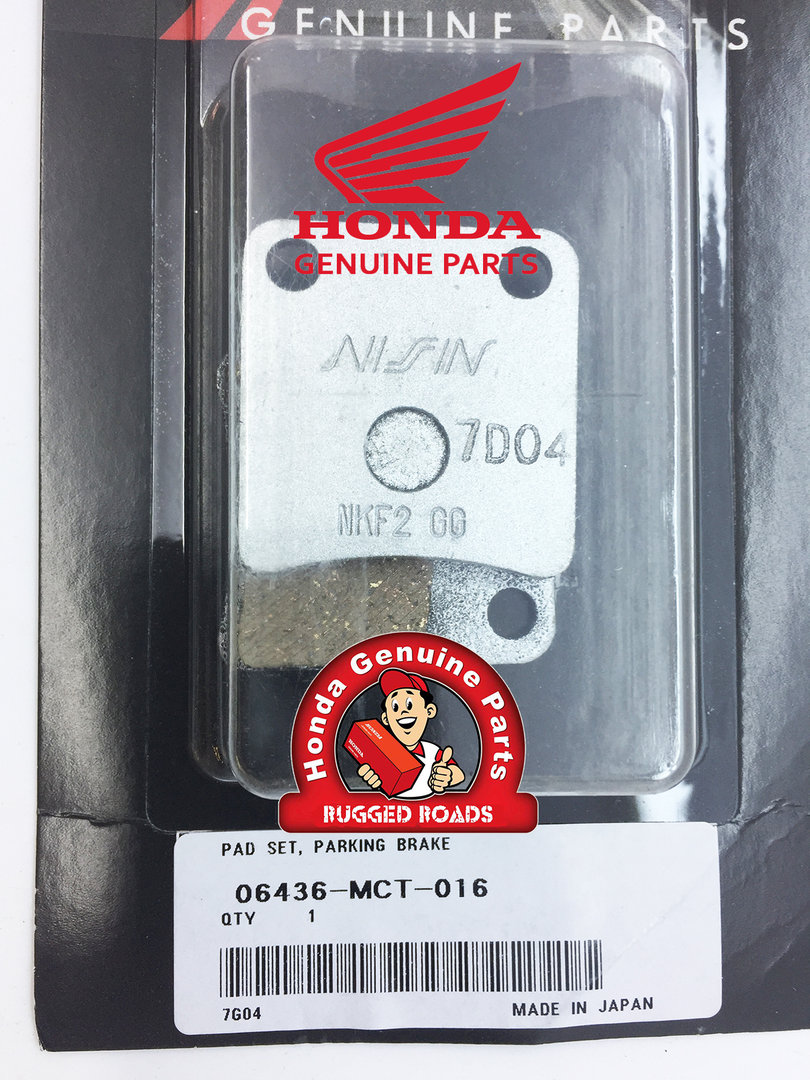 GENUINE PARTS
HONDA
GENUINE PARTS
NISSIN
7D04
NKF2 GG
Honda Genuine Parts
HONDA
RUGGED ROADS
PAD SET, PARKING BRAKE
06436-MCT-016
QTY 1
7G04 MADE IN JAPAN